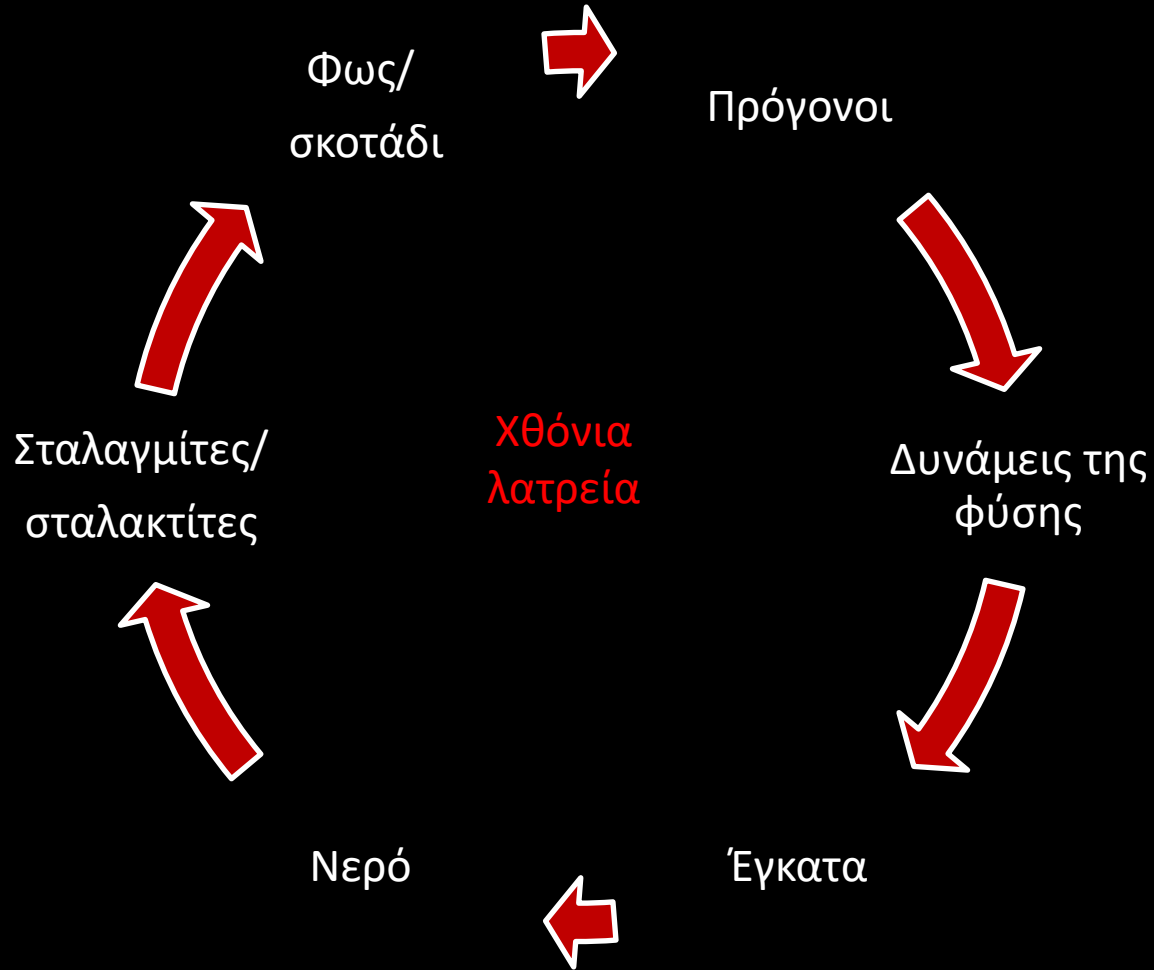 Φως/
σκοτάδι
Πρόγονοι
Δυνάμεις της
φύσης
Έγκατα
Νερό
Σταλαγμίτες/
σταλακτίτες
Χθόνια
λατρεία